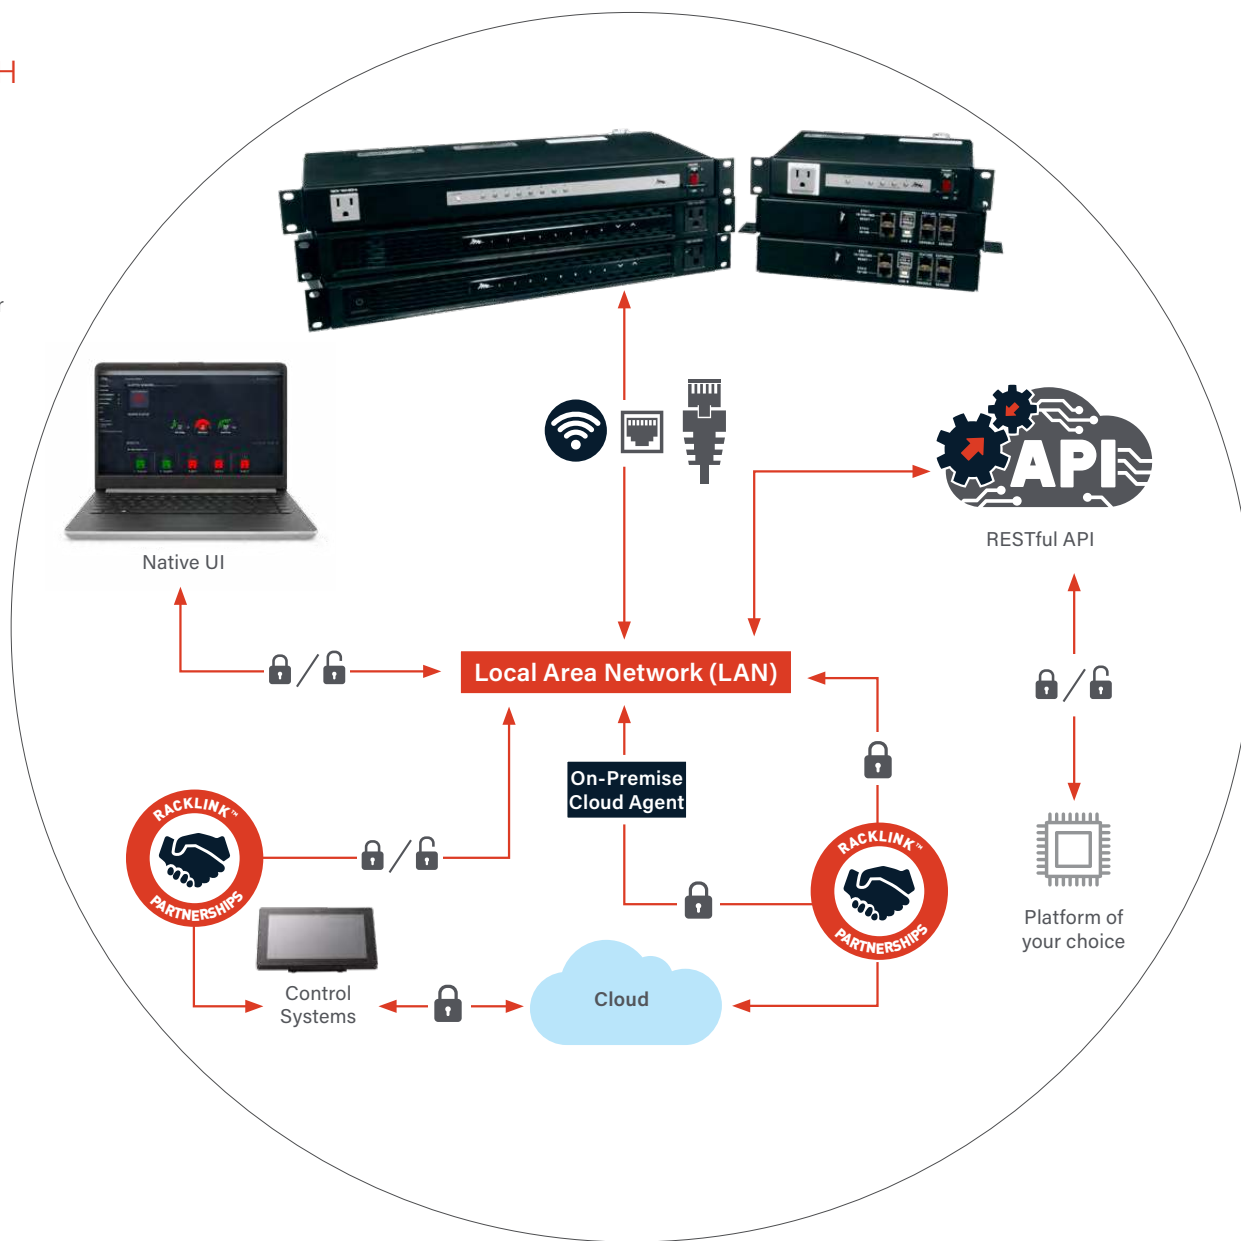 r
API
Native UI
RESTful API
Local Area Network (LAN)
On-Premise
Cloud Agent
RACKLINK™
PARTNERSHIPS
RACKLINK™
PARTNERSHIPS
Platform of
your choice
Control
Systems
Cloud